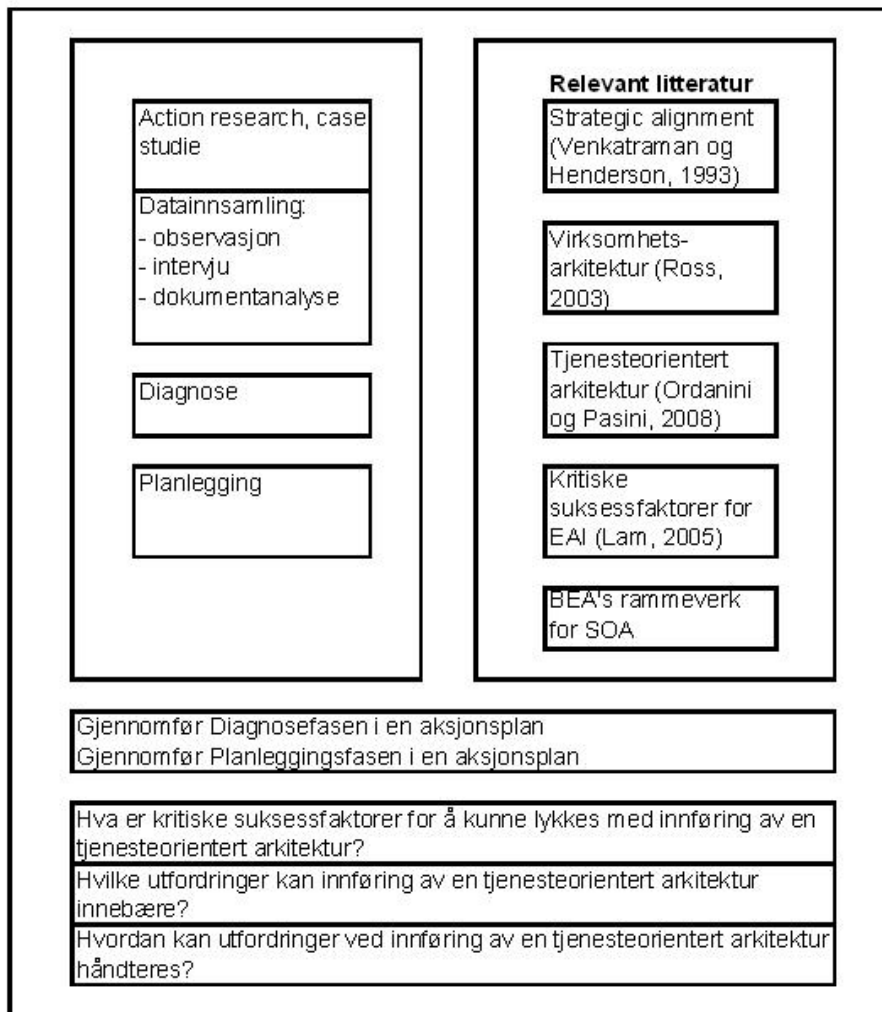 Action research, case
studie
Datainnsamling:
- observasjon
- intervju
- dokumentanalyse
Diagnose
Planlegging
Relevant litteratur
Strategic alignment
(Venkatraman og
Henderson, 1993)
Virksomhets-
arkitektur (Ross,
2003)
Tjenesteorientert
arkitektur (Ordanini
og Pasini, 2008)
Kritiske
suksessfaktorer for
EAI (Lam, 2005)
BEA's rammeverk
for SOA
Gjennomfør Diagnosefasen i en aksjonsplan
Gjennomfør Planleggingsfasen i en aksjonsplan
Hva er kritiske suksessfaktorer for å kunne lykkes med innføring av en
tjenesteorientert arkitektur?
Hvilke utfordringer kan innføring av en tjenesteorientert arkitektur
innebære?
Hvordan kan utfordringer ved innføring av en tjenesteorientert arkitektur
håndteres?